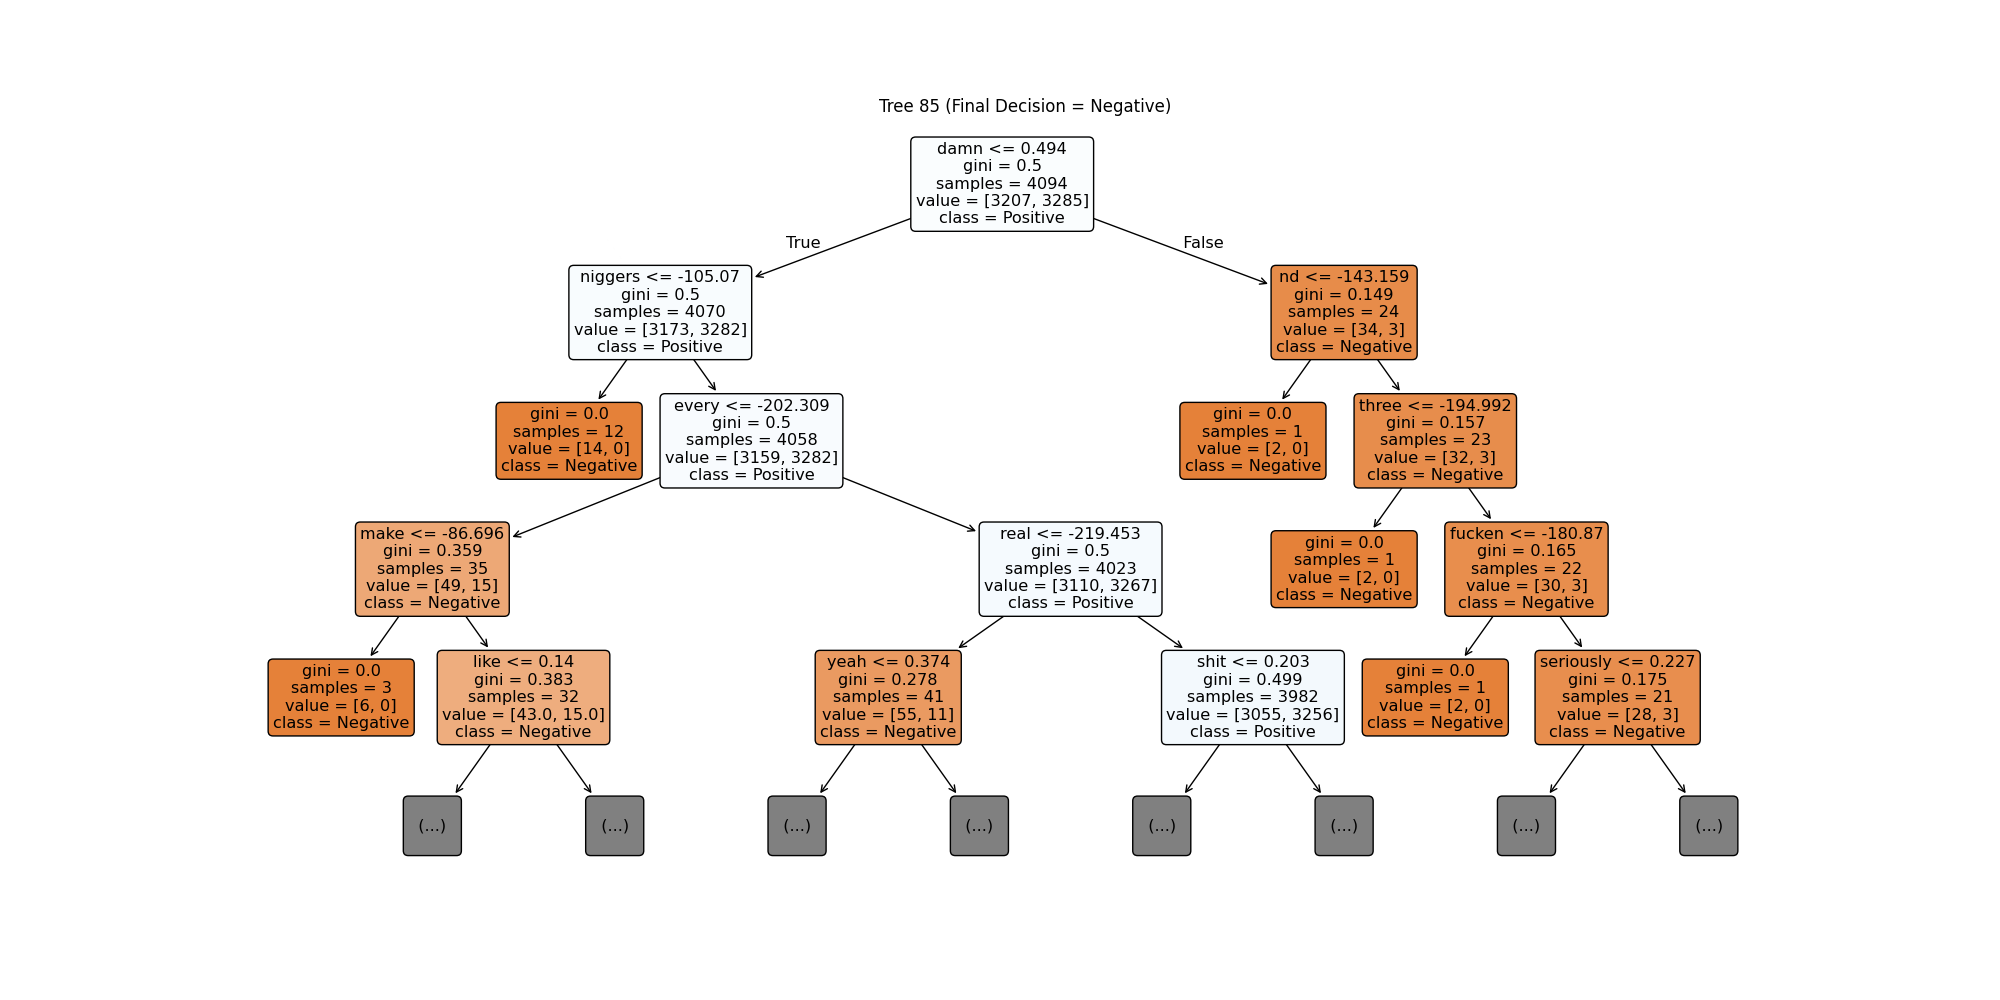 Tree 85 (Final Decision = Negative)
damn <= 0.494
gini = 0.5
samples = 4094
value = [3207, 3285]
class = Positive
True
False
niggers <= -105.07
gini = 0.5
samples = 4070
value = [3173, 3282]
class = Positive
nd <= -143.159
gini = 0.149
samples = 24
value = [34, 3]
class = Negative
gini = 0.0
samples = 12
value = [14, 0]
class = Negative
every <= -202.309
gini = 0.5
samples = 4058
value = [3159, 3282]
class = Positive
gini = 0.0
samples = 1
value = [2, 0]
class = Negative
three <= -194.992
gini = 0.157
samples = 23
value = [32, 3]
class = Negative
make <= -86.696
gini = 0.359
samples = 35
value = [49, 15]
class = Negative
real <= -219.453
gini = 0.5
samples = 4023
value = [3110, 3267]
class = Positive
gini = 0.0
samples = 1
value = [2, 0]
class = Negative
fucken <= -180.87
gini = 0.165
samples = 22
value = [30, 3]
class = Negative
gini = 0.0
samples = 3
value = [6, 0]
class = Negative
like <= 0.14
gini = 0.383
samples = 32
value = [43.0, 15.0]
class = Negative
yeah <= 0.374
gini = 0.278
samples = 41
value = [55, 11]
class = Negative
shit <= 0.203
gini = 0.499
samples = 3982
value = [3055, 3256]
class = Positive
gini = 0.0
samples = 1
value = [2, 0]
class = Negative
seriously <= 0.227
gini = 0.175
samples = 21
value = [28, 3]
class = Negative
(...)
(...)
(...)
(...)
(...)
(...)
(...)
(...)